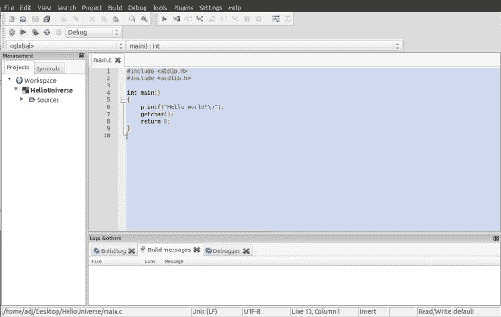 File Edit View Search Project Build Debug Tools Plugins Settings Help
Debug
<global> main() : int
Management
Projects Symbols
Workspace
HelloUniverse
Sources
main.c
1 #include <stdio.h>
2 #include <stdlib.h>
3
4 int main()
5 {
6 printf("Hello world!\n");
7 getchar();
8 return 0;
9 }
10
Logs & others
Build log Build messages Debugger
File Line Message
/home/adj/Desktop/HelloUniverse/main.c Unix (LF) UTF-8 Line 10, Column 1 Insert Read/Write default